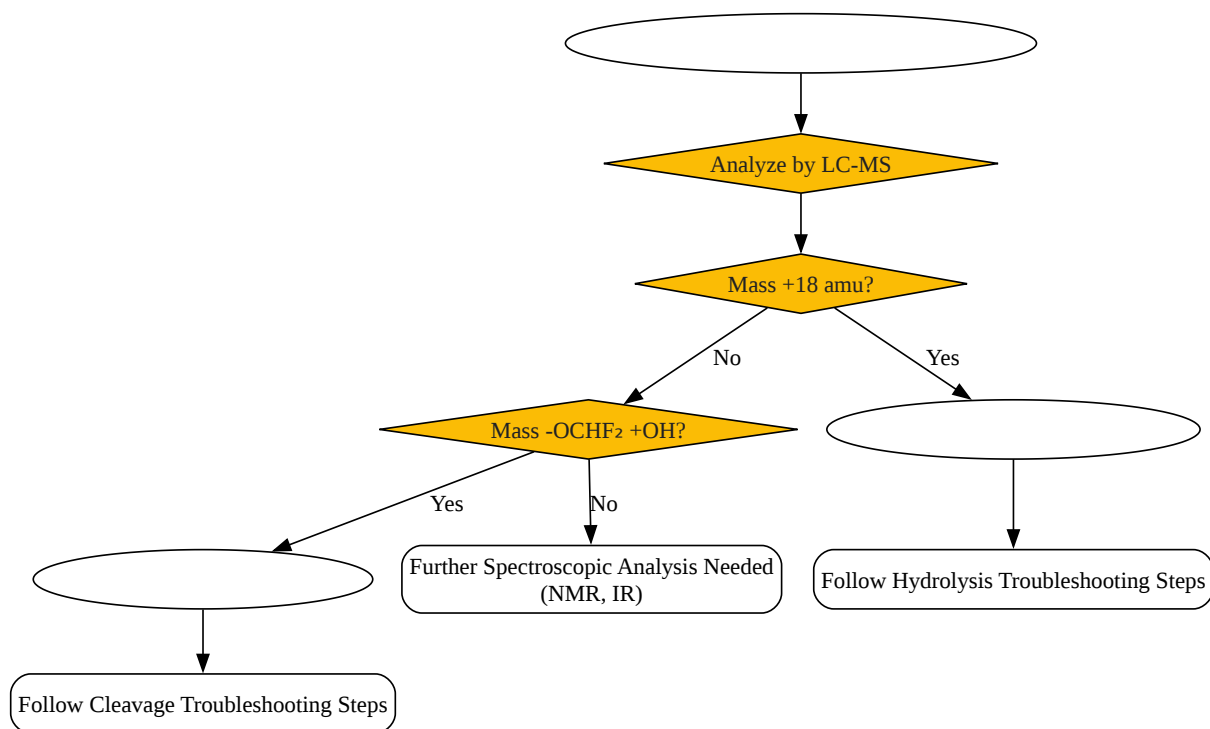 Analyze by LC-MS
Mass +18 amu?
No
Yes
Mass -OCHF₂ +OH?
Yes
No
Further Spectroscopic Analysis Needed
(NMR, IR)
Follow Hydrolysis Troubleshooting Steps
Follow Cleavage Troubleshooting Steps